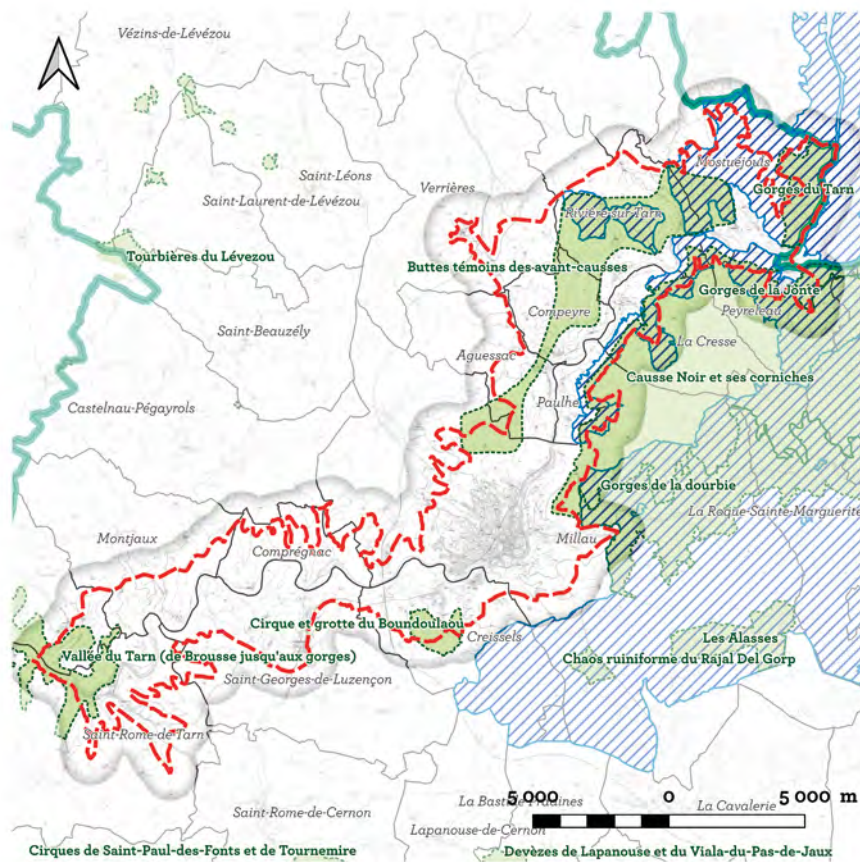 Vézins-de-Lévézou
Mostuéjouls
Saint-Léons
Verrières
Gorges du Tarn
Saint-Laurent-de-Lévézou
Rivière-sur-Tarn
Tourbières du Lévezou
Buttes témoins des avant-causses
Gorges de la Jonte
Compeyre
Peyreleau
Saint-Beauzély
La Cresse
Aguessac
Causse Noir et ses corniches
Castelnau-Pégayrols
Paulhe
Gorges de la dourbie
La Roque-Sainte-Marguerite
Montjaux
Millau
Comprégnac
Cirque et grotte du Boundoulaou
Creissels
Les Alasses
Vallée du Tarn (de Brousse jusqu'aux gorges)
Chaos ruiniforme du Rajal Del Gorp
Saint-Georges-de-Luzençon
Saint-Rome-de-Tarn
5 000 0 5 000 m
La Bastide-Pradines
La Cavalerie
Saint-Rome-de-Cernon
Lapanouse-de-Cernon
Cirques de Saint-Paul-des-Fonts et de Tournemire
Devèzes de Lapanouse et du Viala-du-Pas-de-Jaux